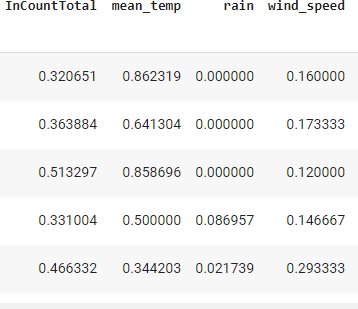 InCountTotal mean_temp rain wind_speed
0.320651 0.862319 0.000000 0.160000
0.363884 0.641304 0.000000 0.173333
0.513297 0.858696 0.000000 0.120000
0.331004 0.500000 0.086957 0.146667
0.466332 0.344203 0.021739 0.293333